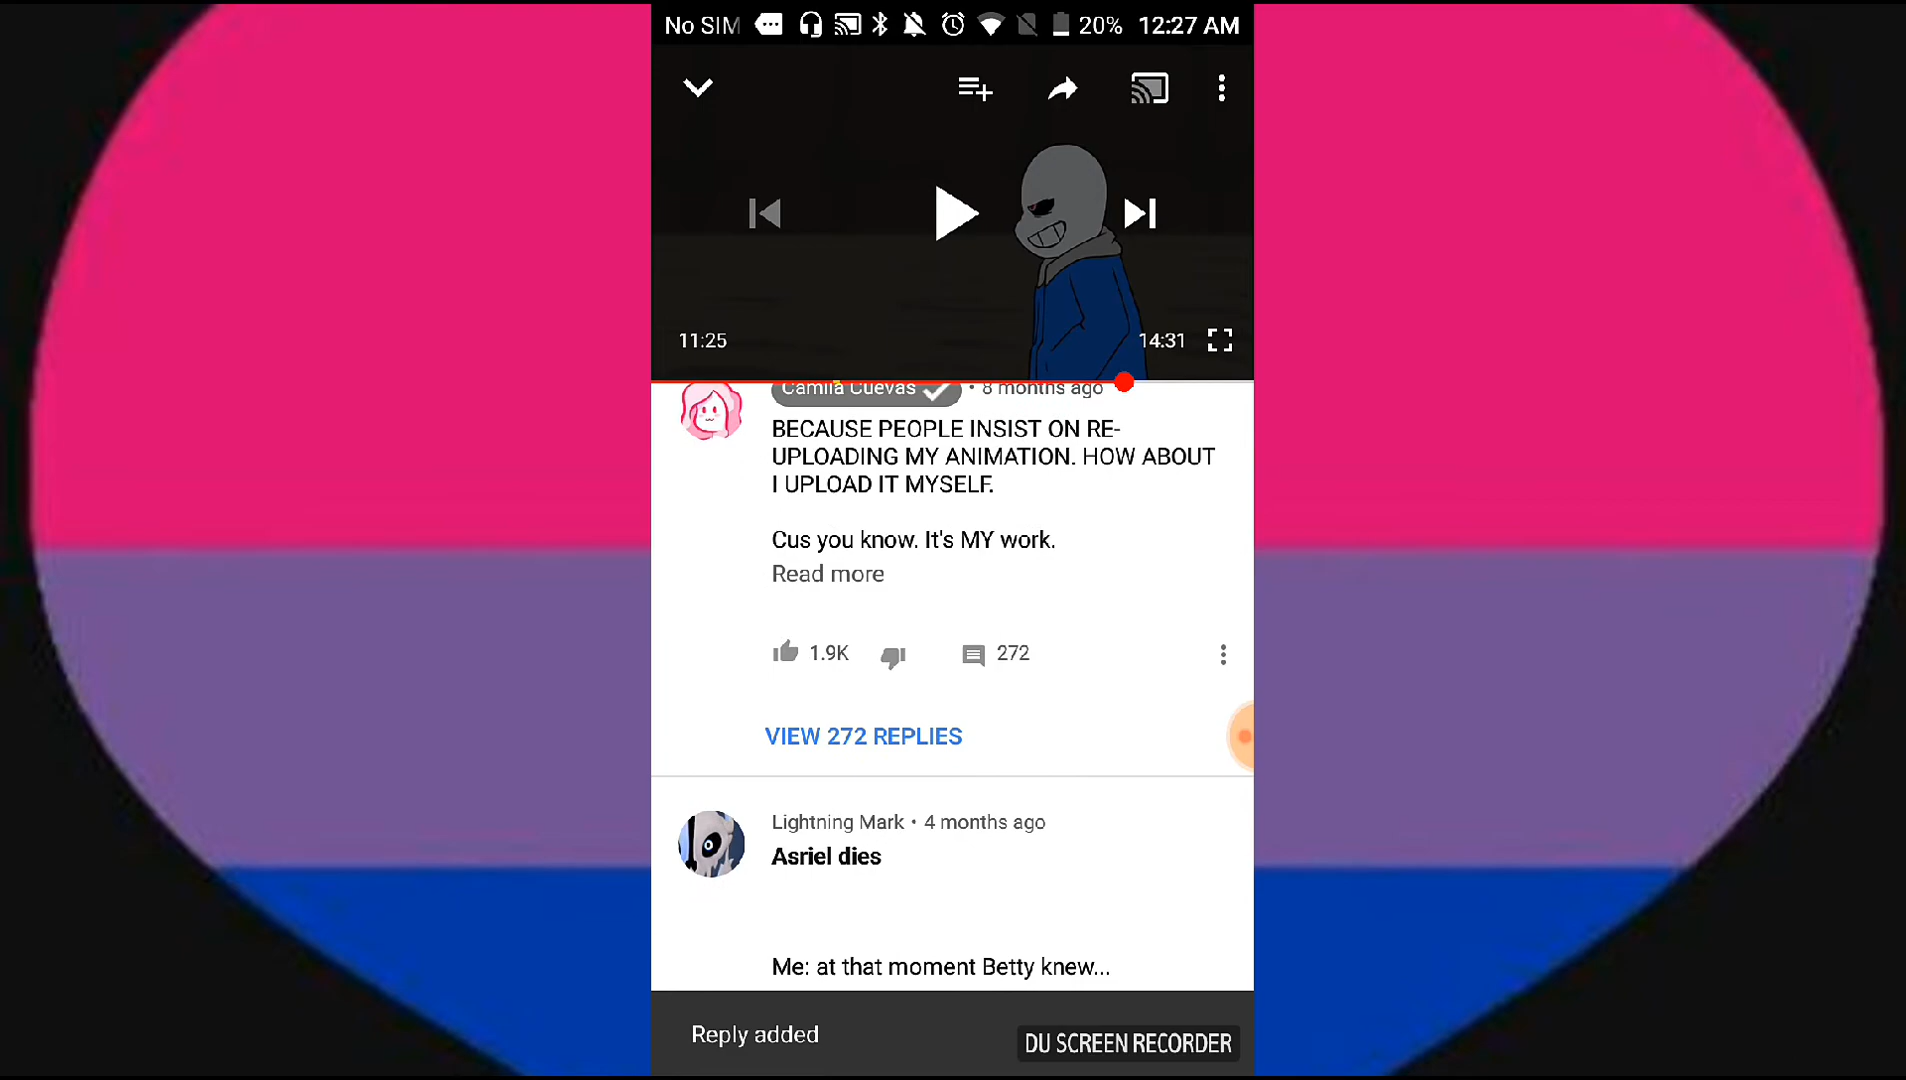 No SIM 20% 12:27 AM
11:25 14:31
Camila Cuevas • 8 months ago
BECAUSE PEOPLE INSIST ON RE-
UPLOADING MY ANIMATION. HOW ABOUT
I UPLOAD IT MYSELF.
Cus you know. It's MY work.
Read more
1.9K 272
VIEW 272 REPLIES
Lightning Mark • 4 months ago
Asriel dies
Me: at that moment Betty knew...
Reply added
DU SCREEN RECORDER